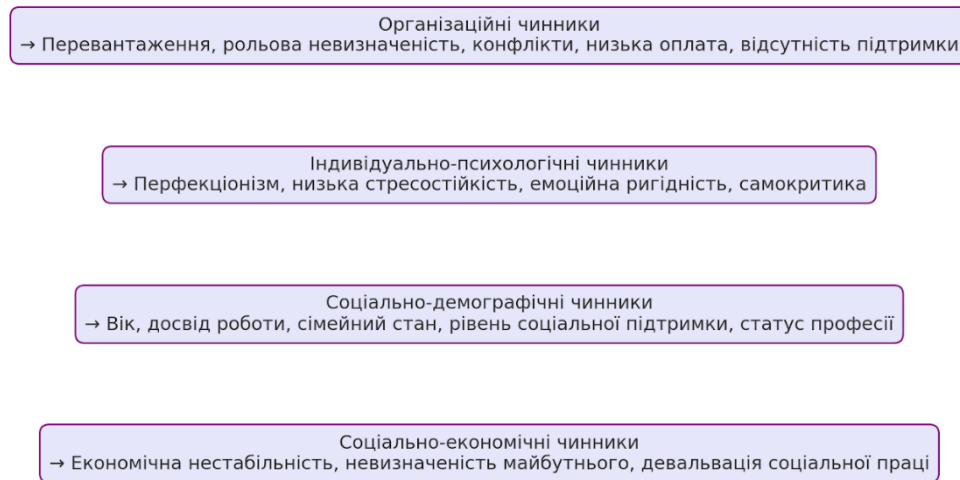 Організаційні чинники
→ Перевантаження, рольова невизначеність, конфлікти, низька оплата, відсутність підтримки
Індивідуально-психологічні чинники
→ Перфекціонізм, низька стресостійкість, емоційна ригідність, самокритика
Соціально-демографічні чинники
→ Вік, досвід роботи, сімейний стан, рівень соціальної підтримки, статус професії
Соціально-економічні чинники
→ Економічна нестабільність, невизначеність майбутнього, девальвація соціальної праці